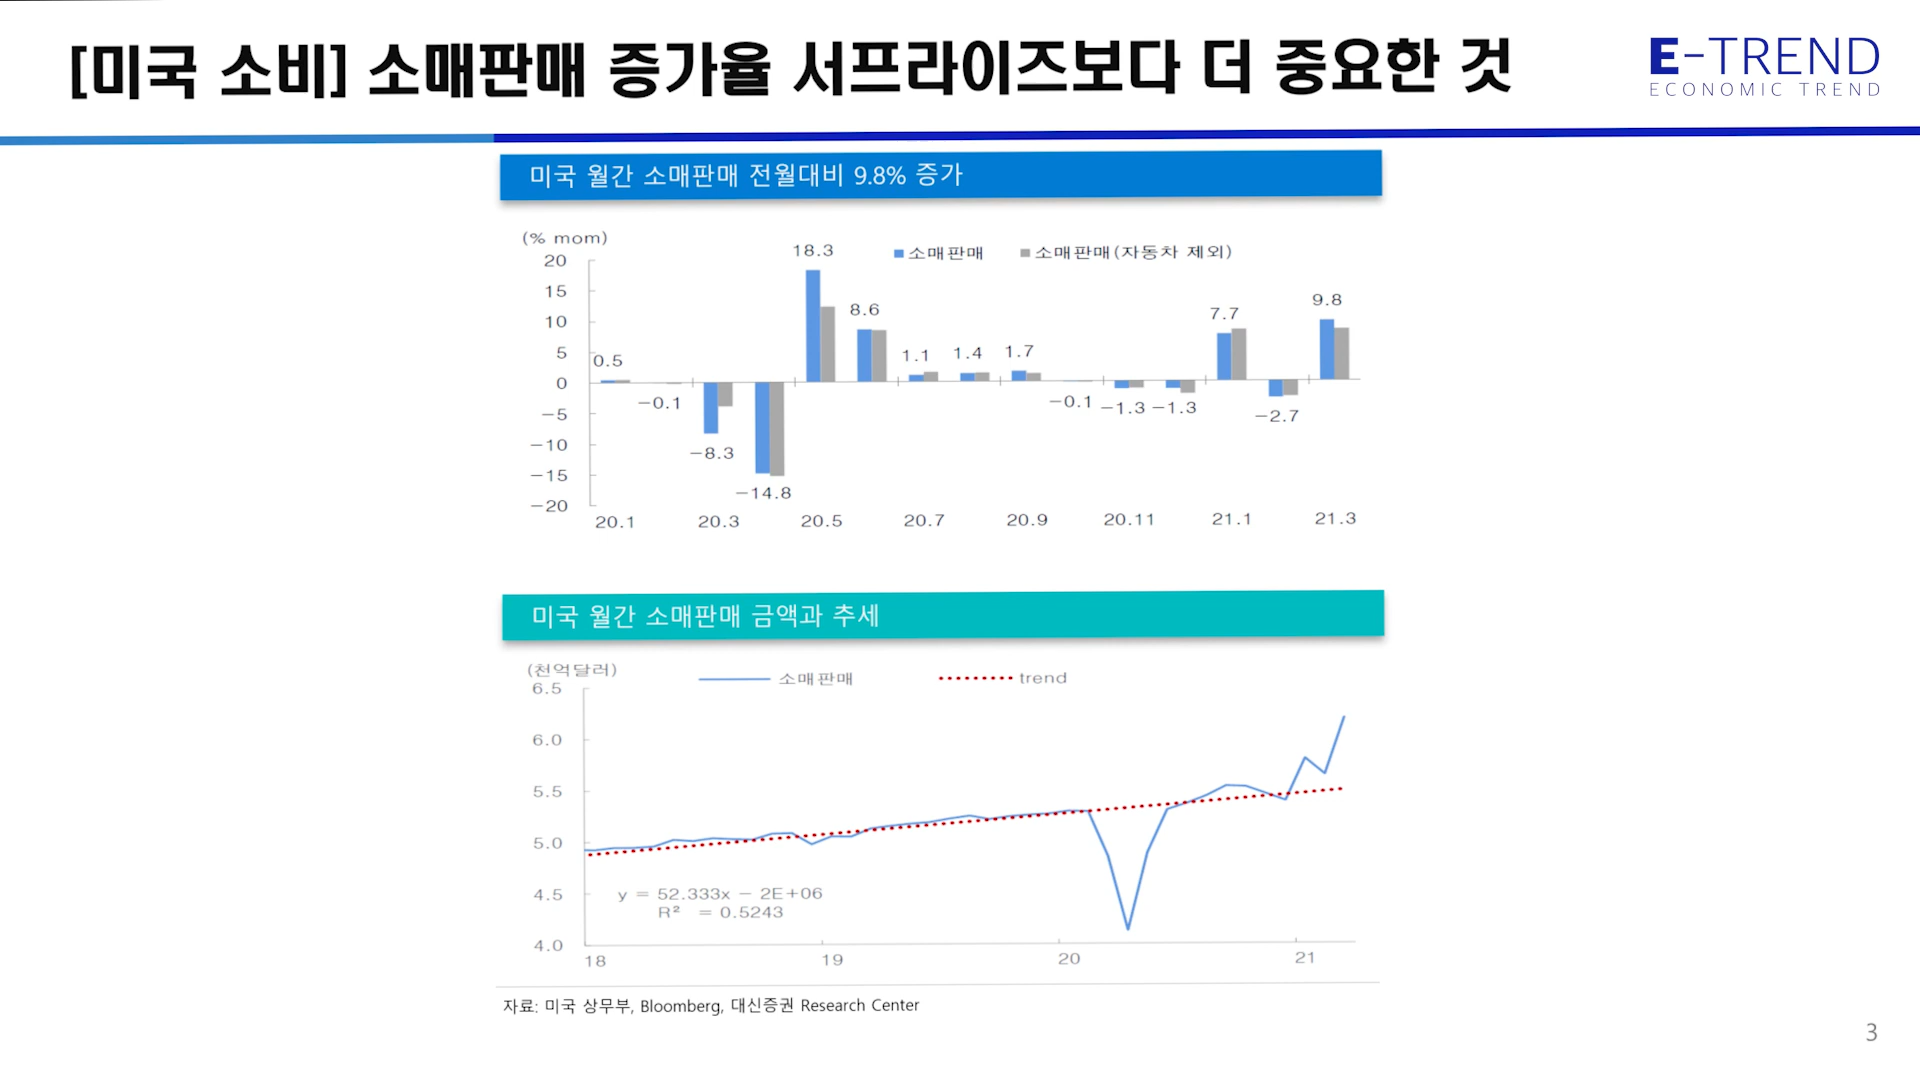 [미국 소비] 소매판매 증가율 서프라이즈보다 더 중요한 것
E-TREND
ECONOMIC TREND
미국 월간 소매판매 전월대비 9.8% 증가
(% mom)
소매판매 소매판매(자동차 제외)
20
15
10
5
0
-5
-10
-15
-20
0.5 -0.1 -8.3 -14.8 18.3 8.6 1.1 1.4 1.7 -0.1 -1.3 -1.3 7.7 -2.7 9.8
20.1 20.3 20.5 20.7 20.9 20.11 21.1 21.3
미국 월간 소매판매 금액과 추세
(천억달러)
소매판매 trend
6.5
6.0
5.5
5.0
4.5
4.0
y = 52.333x - 2E+06
R² = 0.5243
18 19 20 21
자료: 미국 상무부, Bloomberg, 대신증권 Research Center
3